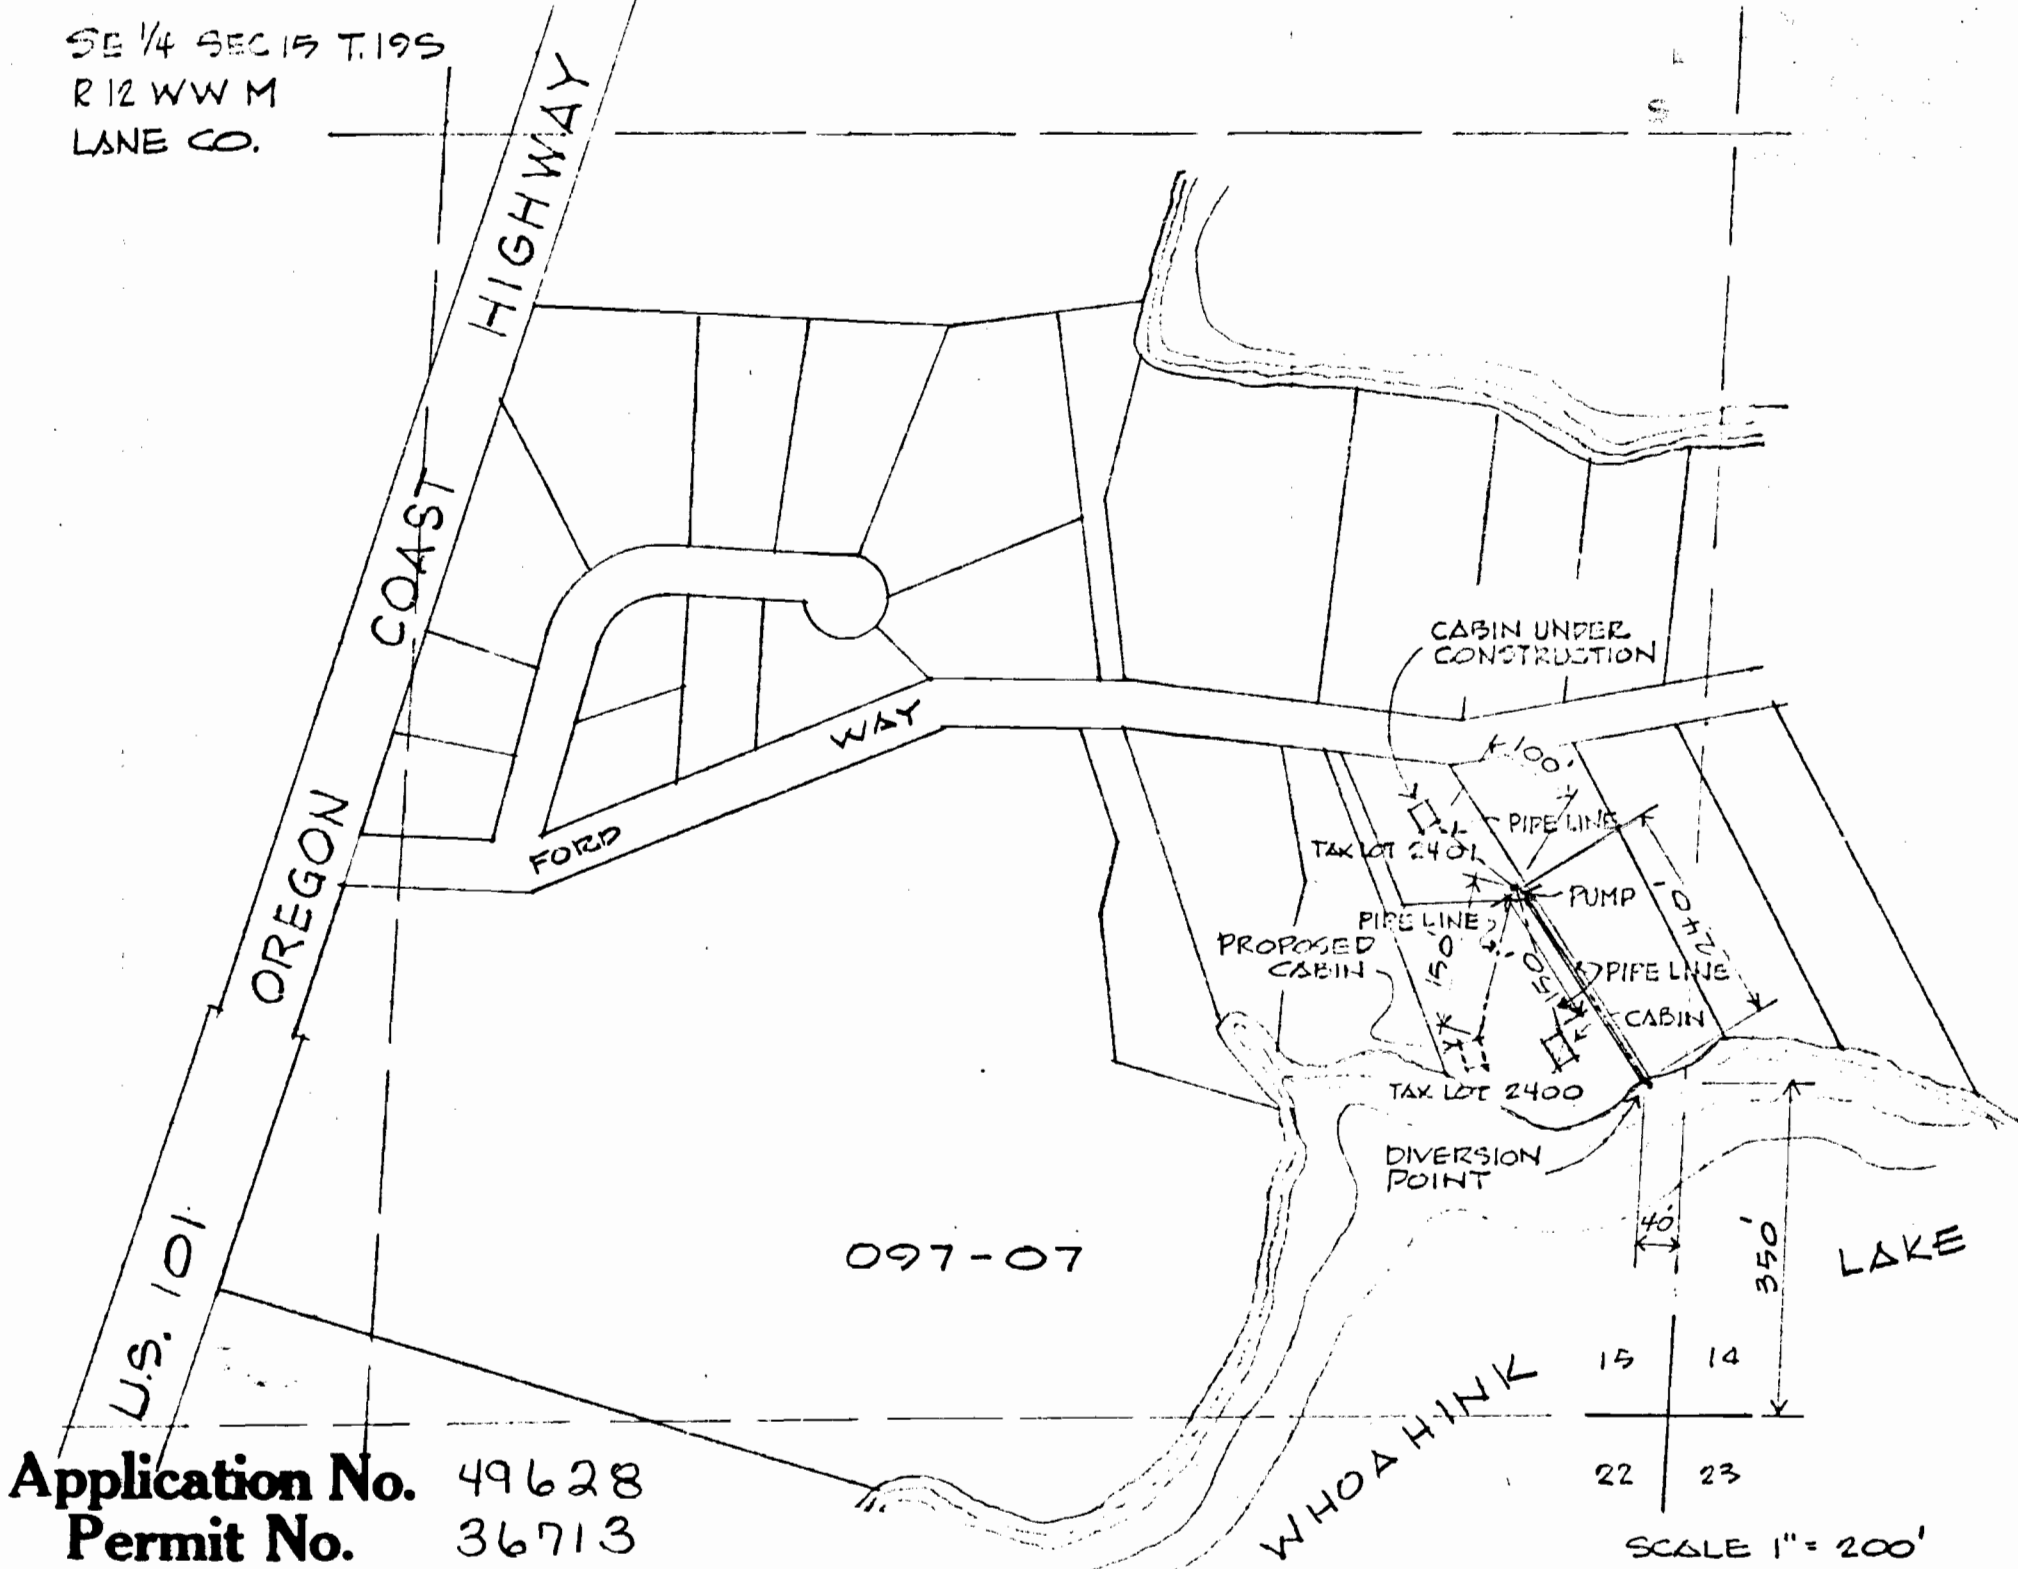 SE 1/4 SEC 15 T.19S
R 12 WW M
LANE CO.
OREGON COAST HIGHWAY
U.S. 101
FORD WAY
CABIN UNDER
CONSTRUCTION
100'
PIPE LINE
TAX LOT 2401
PUMP
PIPE LINE
240'
PROPOSED
CABIN
150'
150'
PIPE LINE
CABIN
TAX LOT 2400
DIVERSION
POINT
40'
350'
097-07
WHOAHINK LAKE
15 14
22 23
Application No. 49628
Permit No. 36713
SCALE 1" = 200'